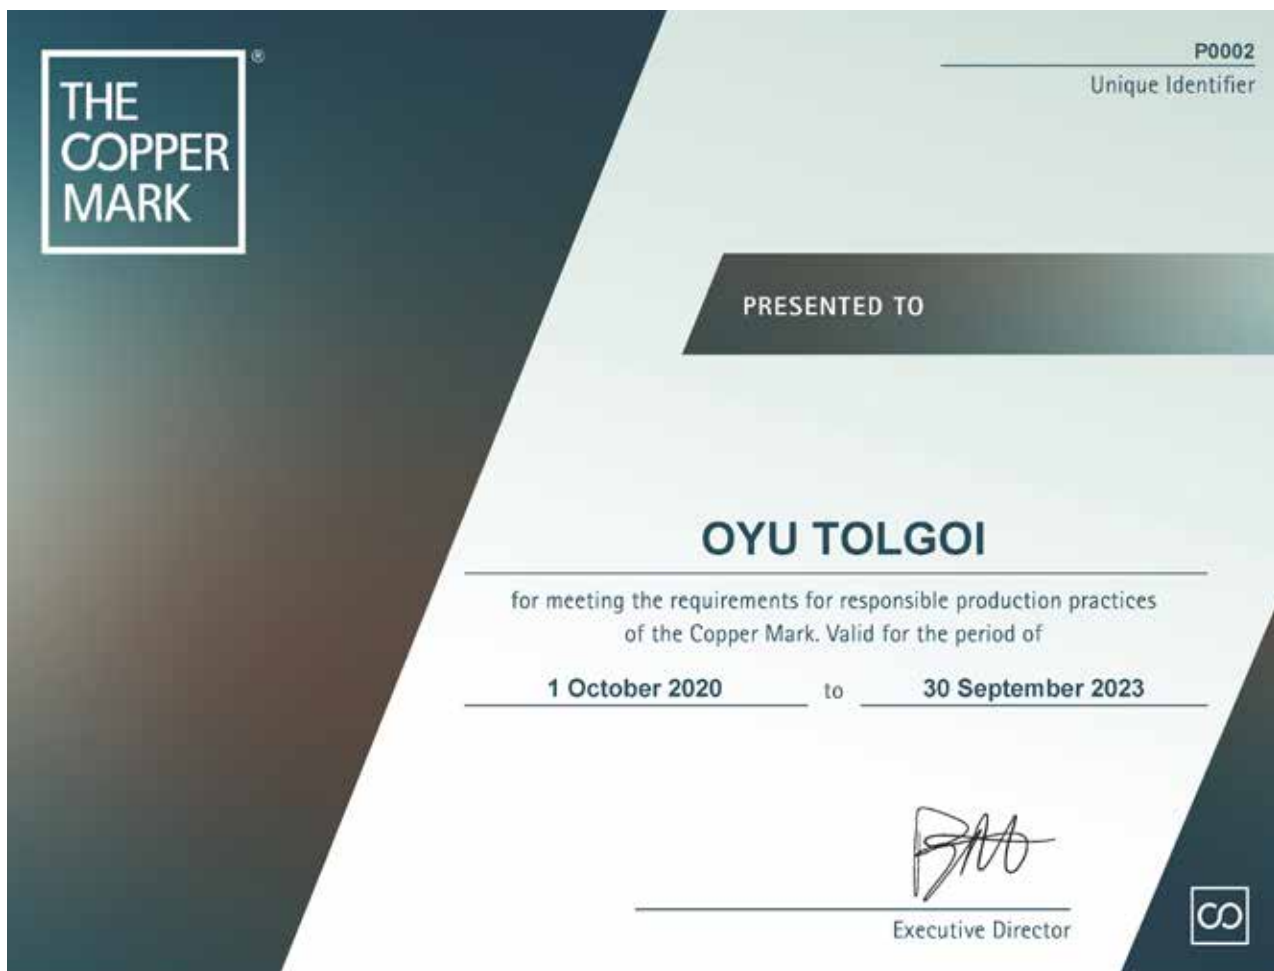 THE
COPPER
MARK
®
P0002
Unique Identifier
PRESENTED TO
OYU TOLGOI
for meeting the requirements for responsible production practices
of the Copper Mark. Valid for the period of
1 October 2020 to 30 September 2023
Executive Director